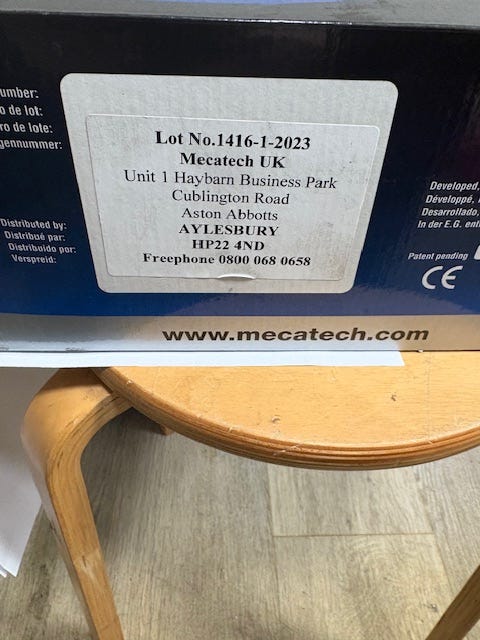 umber:
o de lot:
ro de lote:
gennummer:
Lot No.1416-1-2023
Mecatech UK
Unit 1 Haybarn Business Park
Cublington Road
Aston Abbotts
AYLESBURY
HP22 4ND
Freephone 0800 068 0658
Distributed by:
Distribué par:
Distribuido por:
Verspreid:
Developed,
Développé,
Desarrollado,
In der E.G. ent
Patent pending
CE
www.mecatech.com